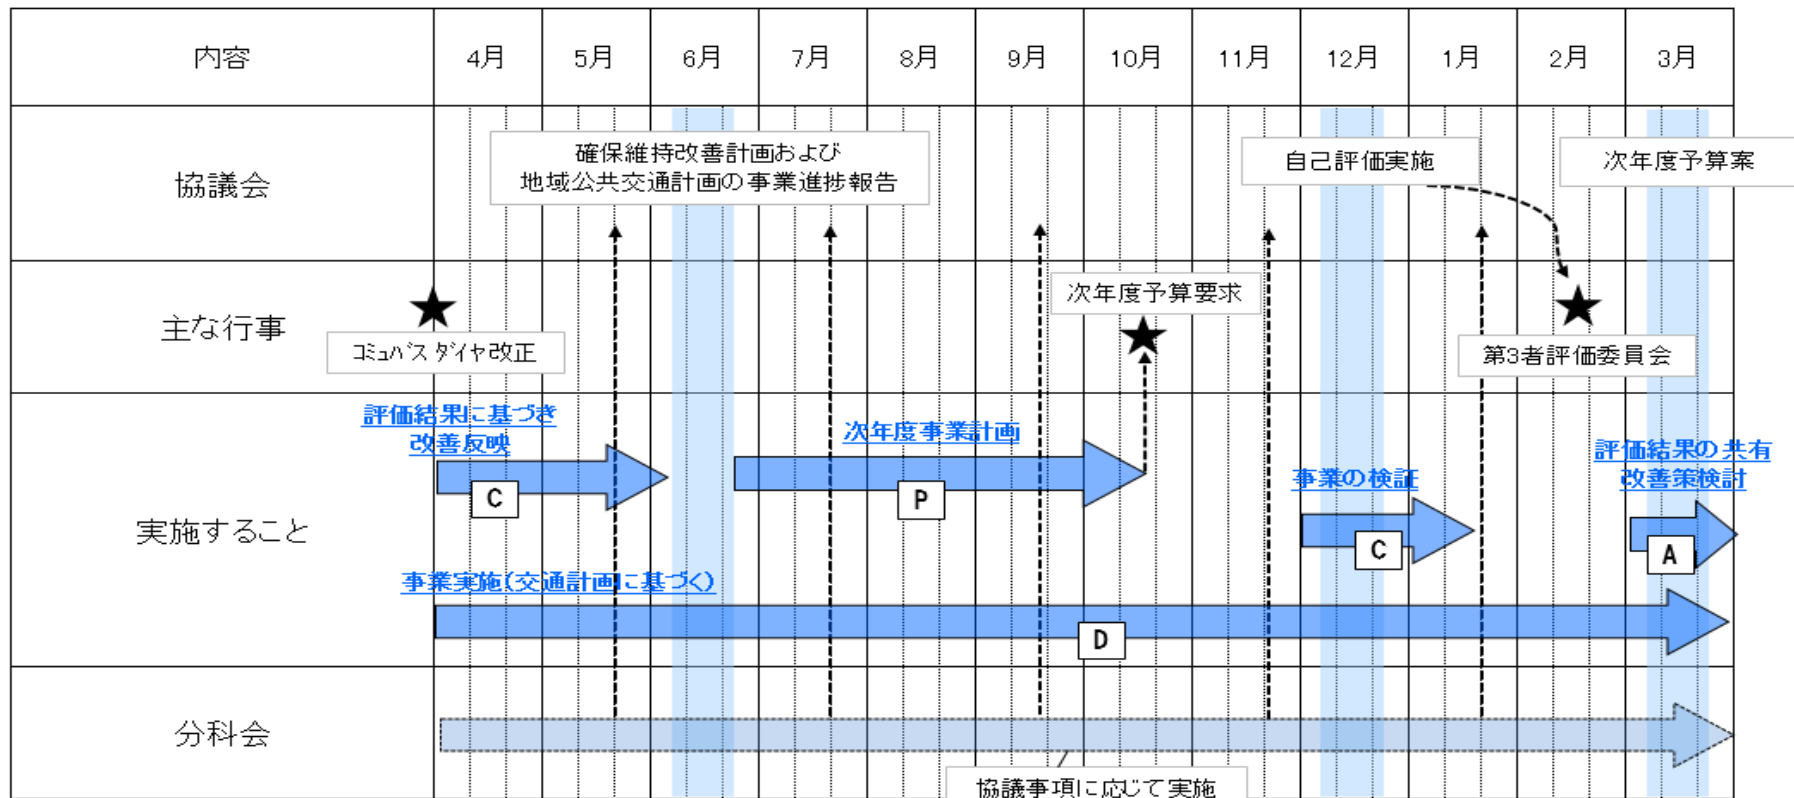 内容
4月
5月
6月
7月
8月
9月
10月
11月
12月
1月
2月
3月
協議会
確保維持改善計画および
地域公共交通計画の事業進捗報告
自己評価実施
次年度予算案
主な行事
コミュバスダイヤ改正
次年度予算要求
第3者評価委員会
実施すること
評価結果に基づき
改善反映
C
次年度事業計画
P
事業の検証
C
評価結果の共有
改善策検討
A
事業実施(交通計画に基づく)
D
分科会
協議事項に応じて実施